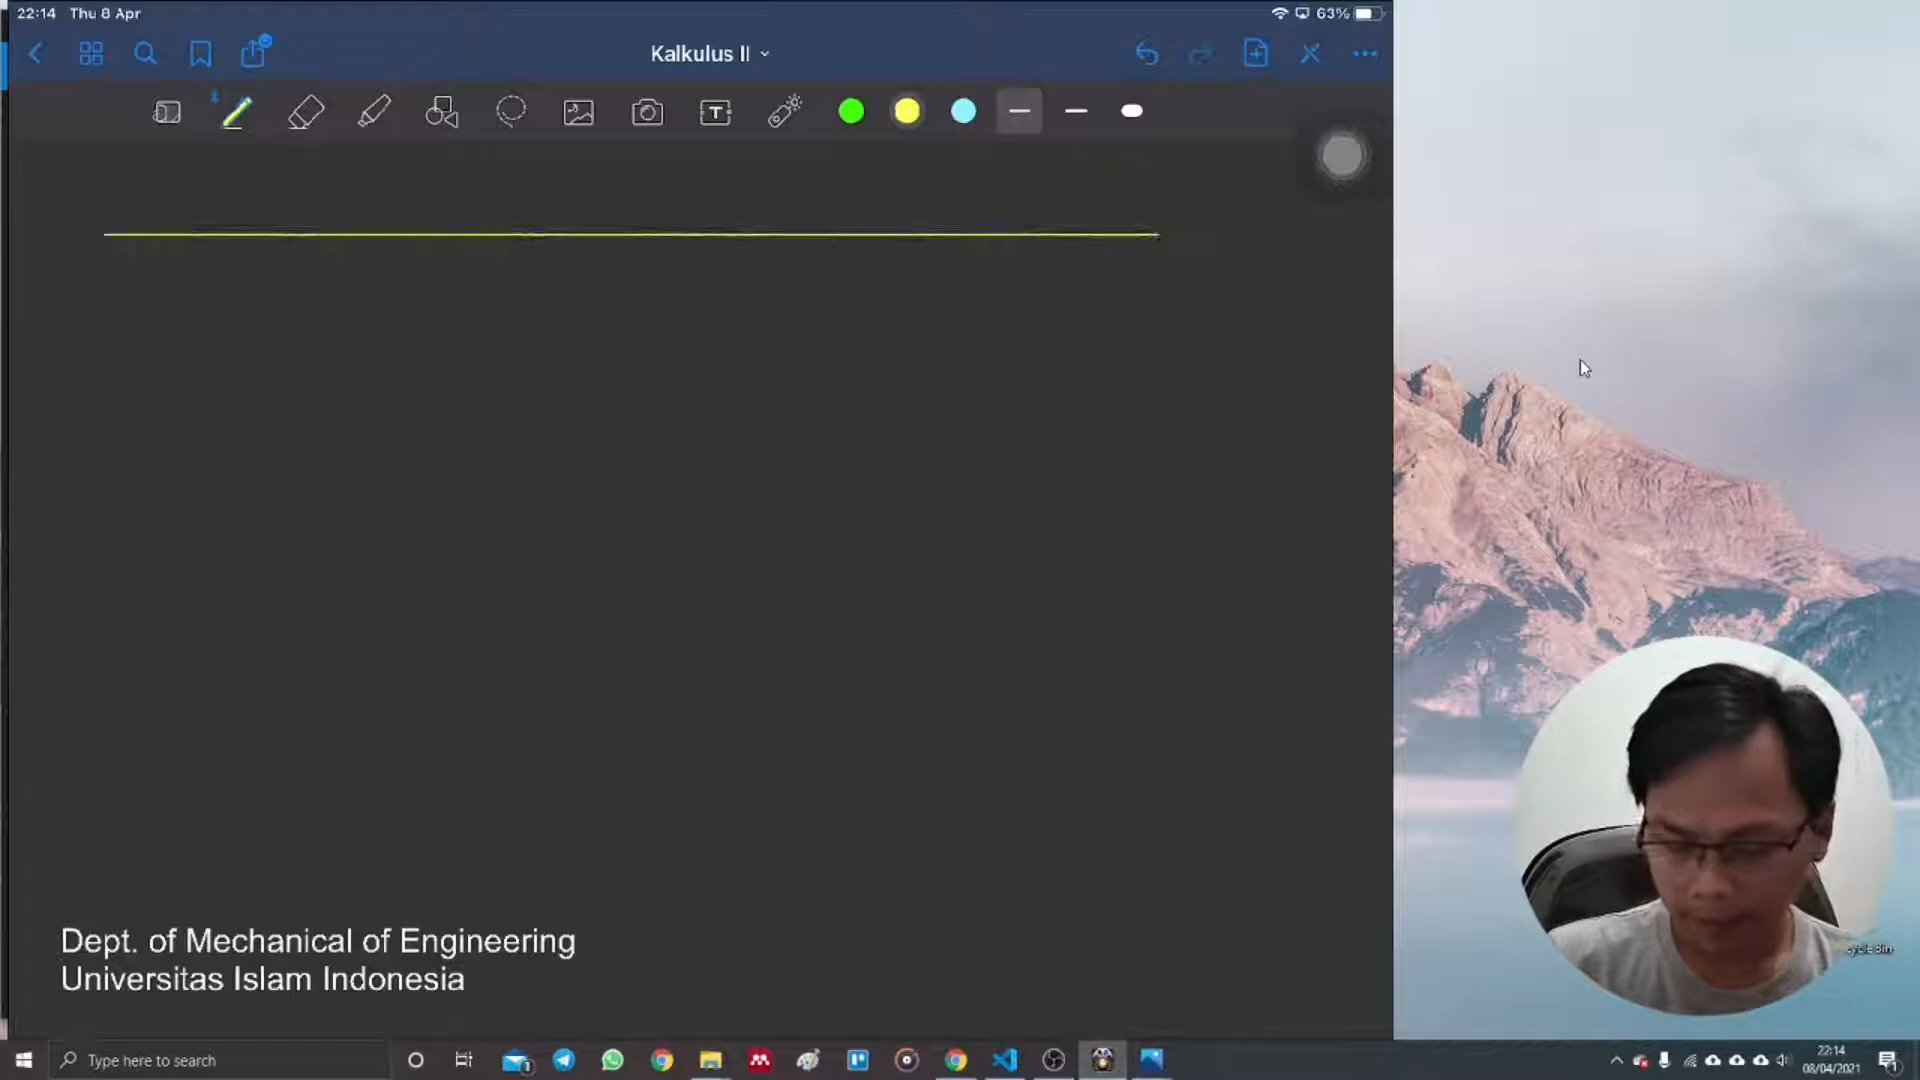 22:14 Thu 8 Apr
63%
Kalkulus II
T
Dept. of Mechanical of Engineering
Universitas Islam Indonesia
Type here to search
22:14
08/04/2021